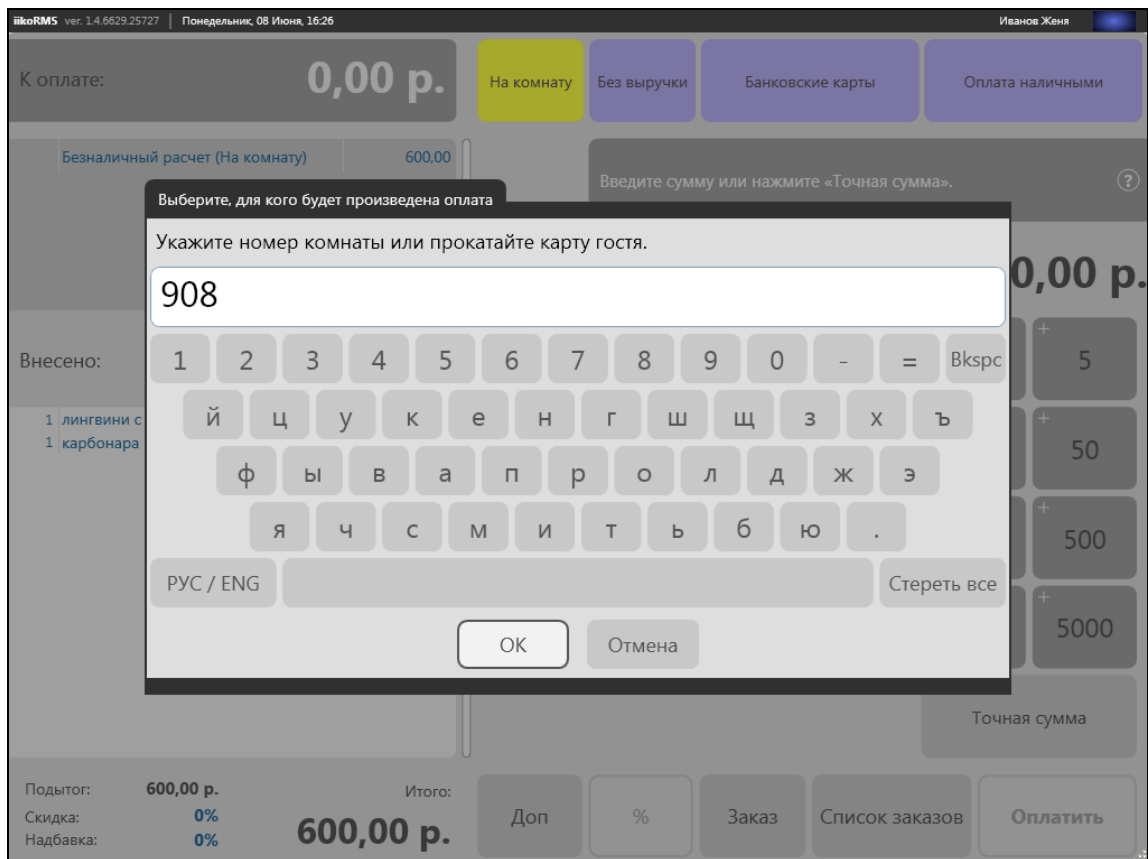 iikoRMS ver. 1.4.6629.25727 | Понедельник, 08 Июня, 16:26 Иванов Женя
К оплате: 0,00 р.
На комнату
Без выручки
Банковские карты
Оплата наличными
Безналичный расчет (На комнату) 600,00
Введите сумму или нажмите «Точная сумма». ?
Выберите, для кого будет произведена оплата
Укажите номер комнаты или прокатайте карту гостя.
908
0,00 р.
Внесено:
1 2 3 4 5 6 7 8 9 0 - = Bkspc
+ 5
1 лингвини с
1 карбонара
й ц у к е н г ш щ з х ъ
+ 50
ф ы в а п р о л д ж э
я ч с м и т ь б ю .
+ 500
РУС / ENG
Стереть все
+ 5000
ОК
Отмена
Точная сумма
Подытог: 600,00 р.
Скидка: 0%
Надбавка: 0%
Итого:
600,00 р.
Доп
%
Заказ
Список заказов
Оплатить